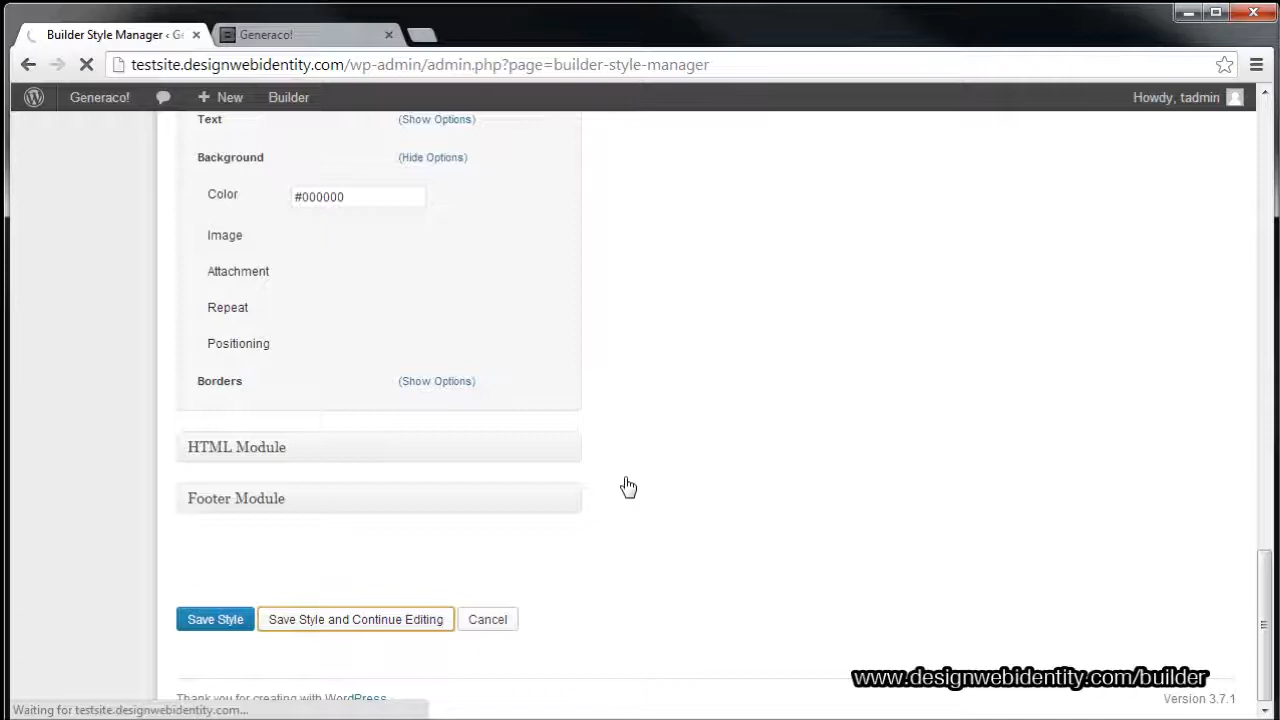 Builder Style Manager ‹ Ge
Generaco!
testsite.designwebidentity.com/wp-admin/admin.php?page=builder-style-manager
Generaco! New Builder Howdy, tadmin
Text (Show Options)
Background (Hide Options)
Color #000000
Image
Attachment
Repeat
Positioning
Borders (Show Options)
HTML Module
Footer Module
Save Style Save Style and Continue Editing Cancel
www.designwebidentity.com/builder
Thank you for creating with WordPress. Version 3.7.1
Waiting for testsite.designwebidentity.com...